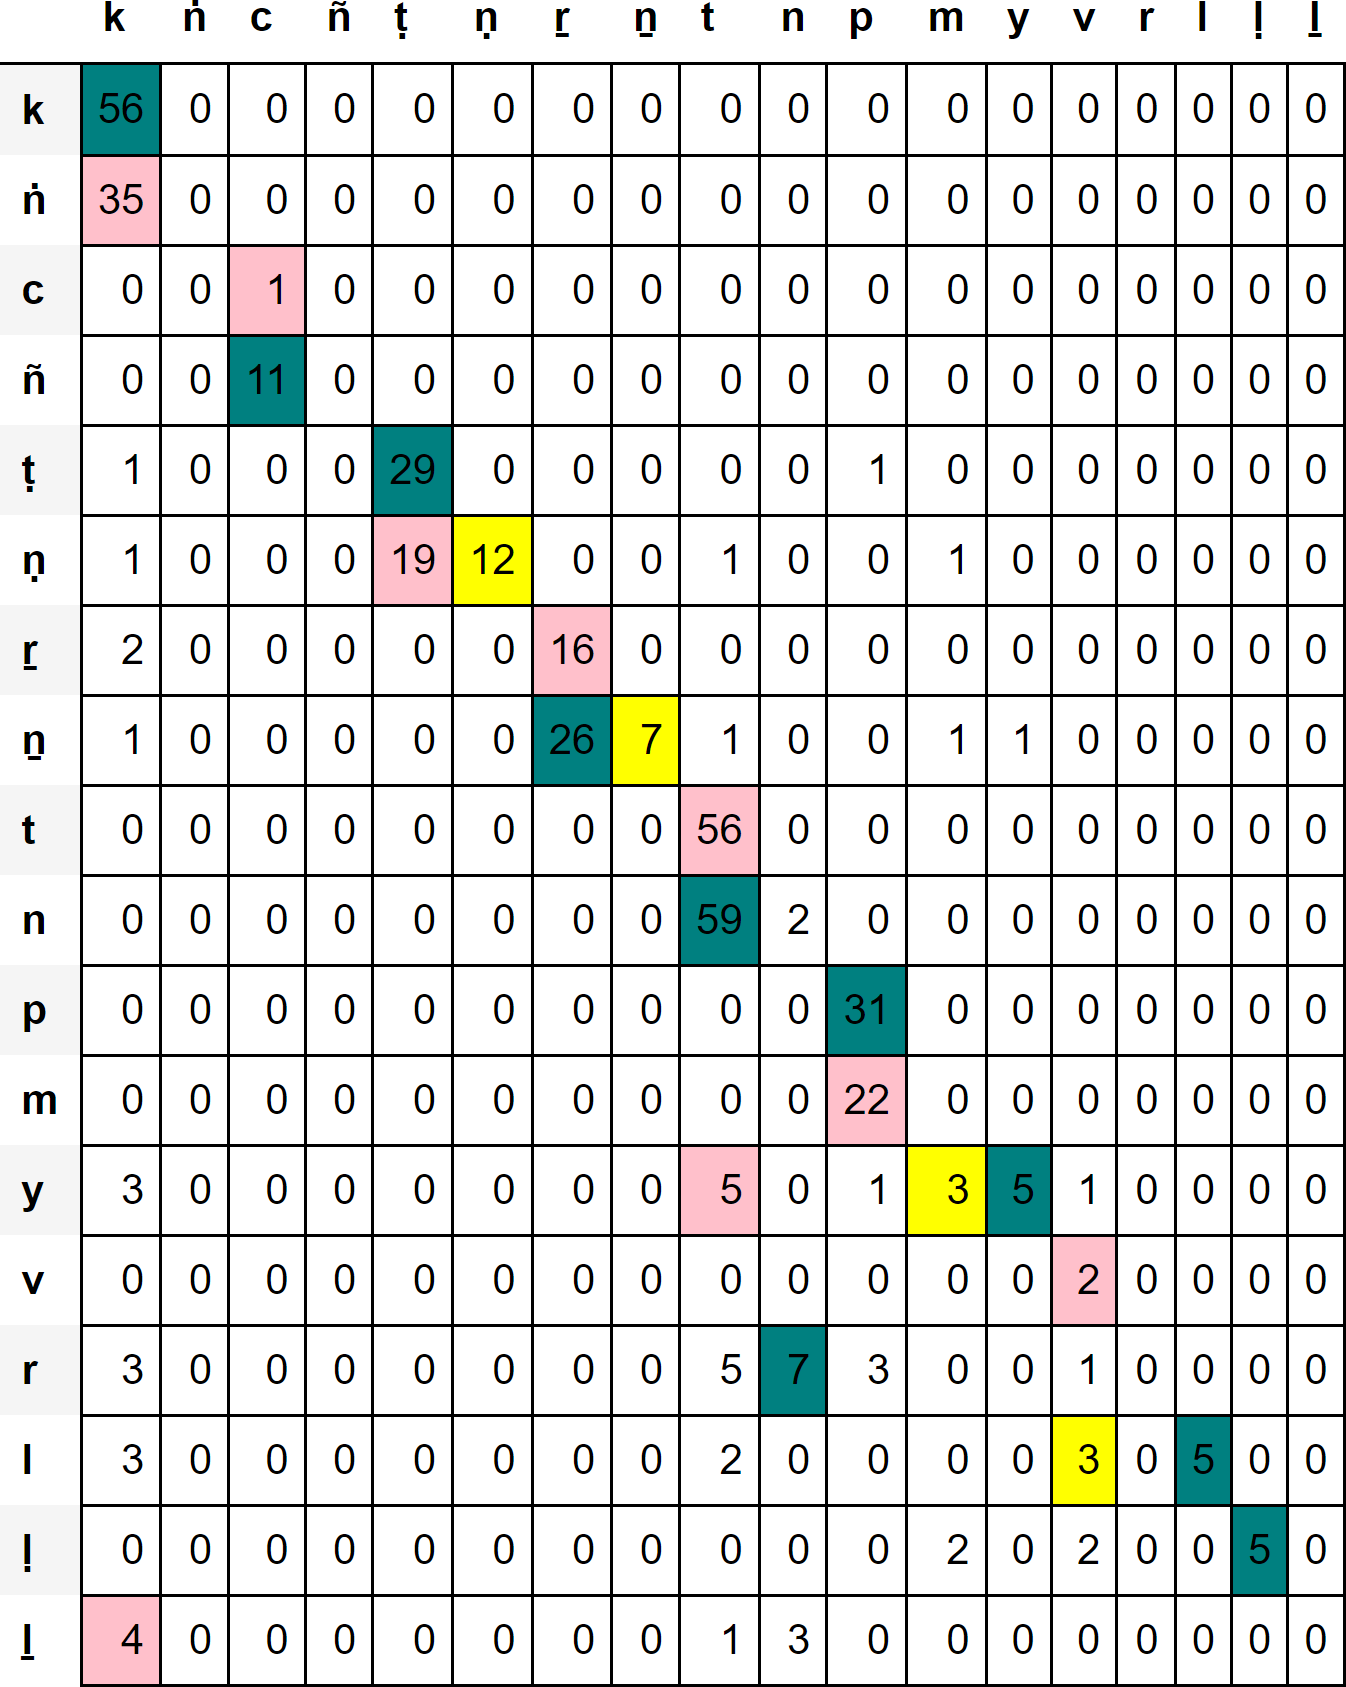 k ṅ c ñ ṭ ṇ ṟ ṉ t n p m y v r l ḷ ḻ
k 56 0 0 0 0 0 0 0 0 0 0 0 0 0 0 0 0 0
ṅ 35 0 0 0 0 0 0 0 0 0 0 0 0 0 0 0 0 0
c 0 0 1 0 0 0 0 0 0 0 0 0 0 0 0 0 0 0
ñ 0 0 11 0 0 0 0 0 0 0 0 0 0 0 0 0 0 0
ṭ 1 0 0 0 29 0 0 0 0 0 1 0 0 0 0 0 0 0
ṇ 1 0 0 0 19 12 0 0 1 0 0 1 0 0 0 0 0 0
ṟ 2 0 0 0 0 0 16 0 0 0 0 0 0 0 0 0 0 0
ṉ 1 0 0 0 0 0 26 7 1 0 0 1 1 0 0 0 0 0
t 0 0 0 0 0 0 0 0 56 0 0 0 0 0 0 0 0 0
n 0 0 0 0 0 0 0 0 59 2 0 0 0 0 0 0 0 0
p 0 0 0 0 0 0 0 0 0 0 31 0 0 0 0 0 0 0
m 0 0 0 0 0 0 0 0 0 0 22 0 0 0 0 0 0 0
y 3 0 0 0 0 0 0 0 5 0 1 3 5 1 0 0 0 0
v 0 0 0 0 0 0 0 0 0 0 0 0 0 2 0 0 0 0
r 3 0 0 0 0 0 0 0 5 7 3 0 0 1 0 0 0 0
l 3 0 0 0 0 0 0 0 2 0 0 0 0 3 0 5 0 0
ḷ 0 0 0 0 0 0 0 0 0 0 0 2 0 2 0 0 5 0
ḻ 4 0 0 0 0 0 0 0 1 3 0 0 0 0 0 0 0 0